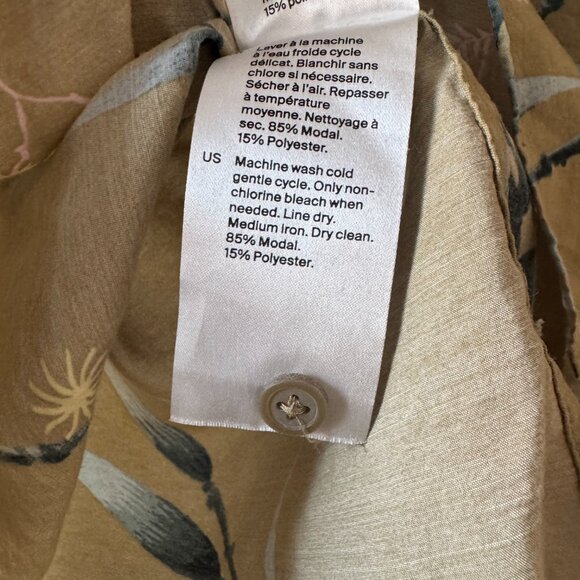 15% pol
Laver à la machine
à l'eau froide cycle
délicat. Blanchir sans
chlore si nécessaire.
Sécher à l'air. Repasser
à température
moyenne. Nettoyage à
sec. 85% Modal.
15% Polyester.
US Machine wash cold
gentle cycle. Only non-
chlorine bleach when
needed. Line dry.
Medium iron. Dry clean.
85% Modal.
15% Polyester.